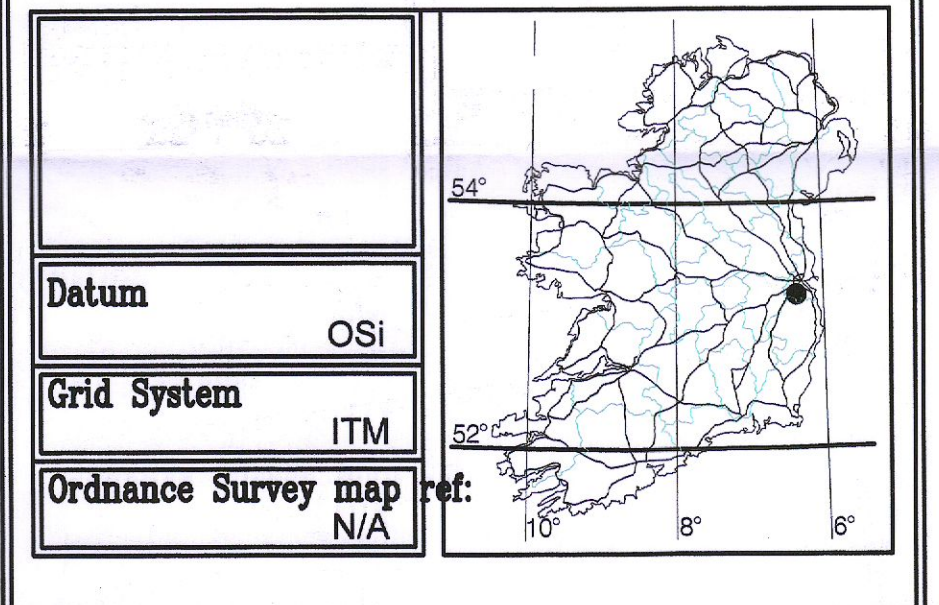 Datum
OSi
Grid System
ITM
Ordnance Survey map ref:
N/A
54°
52°
10°
8°
6°